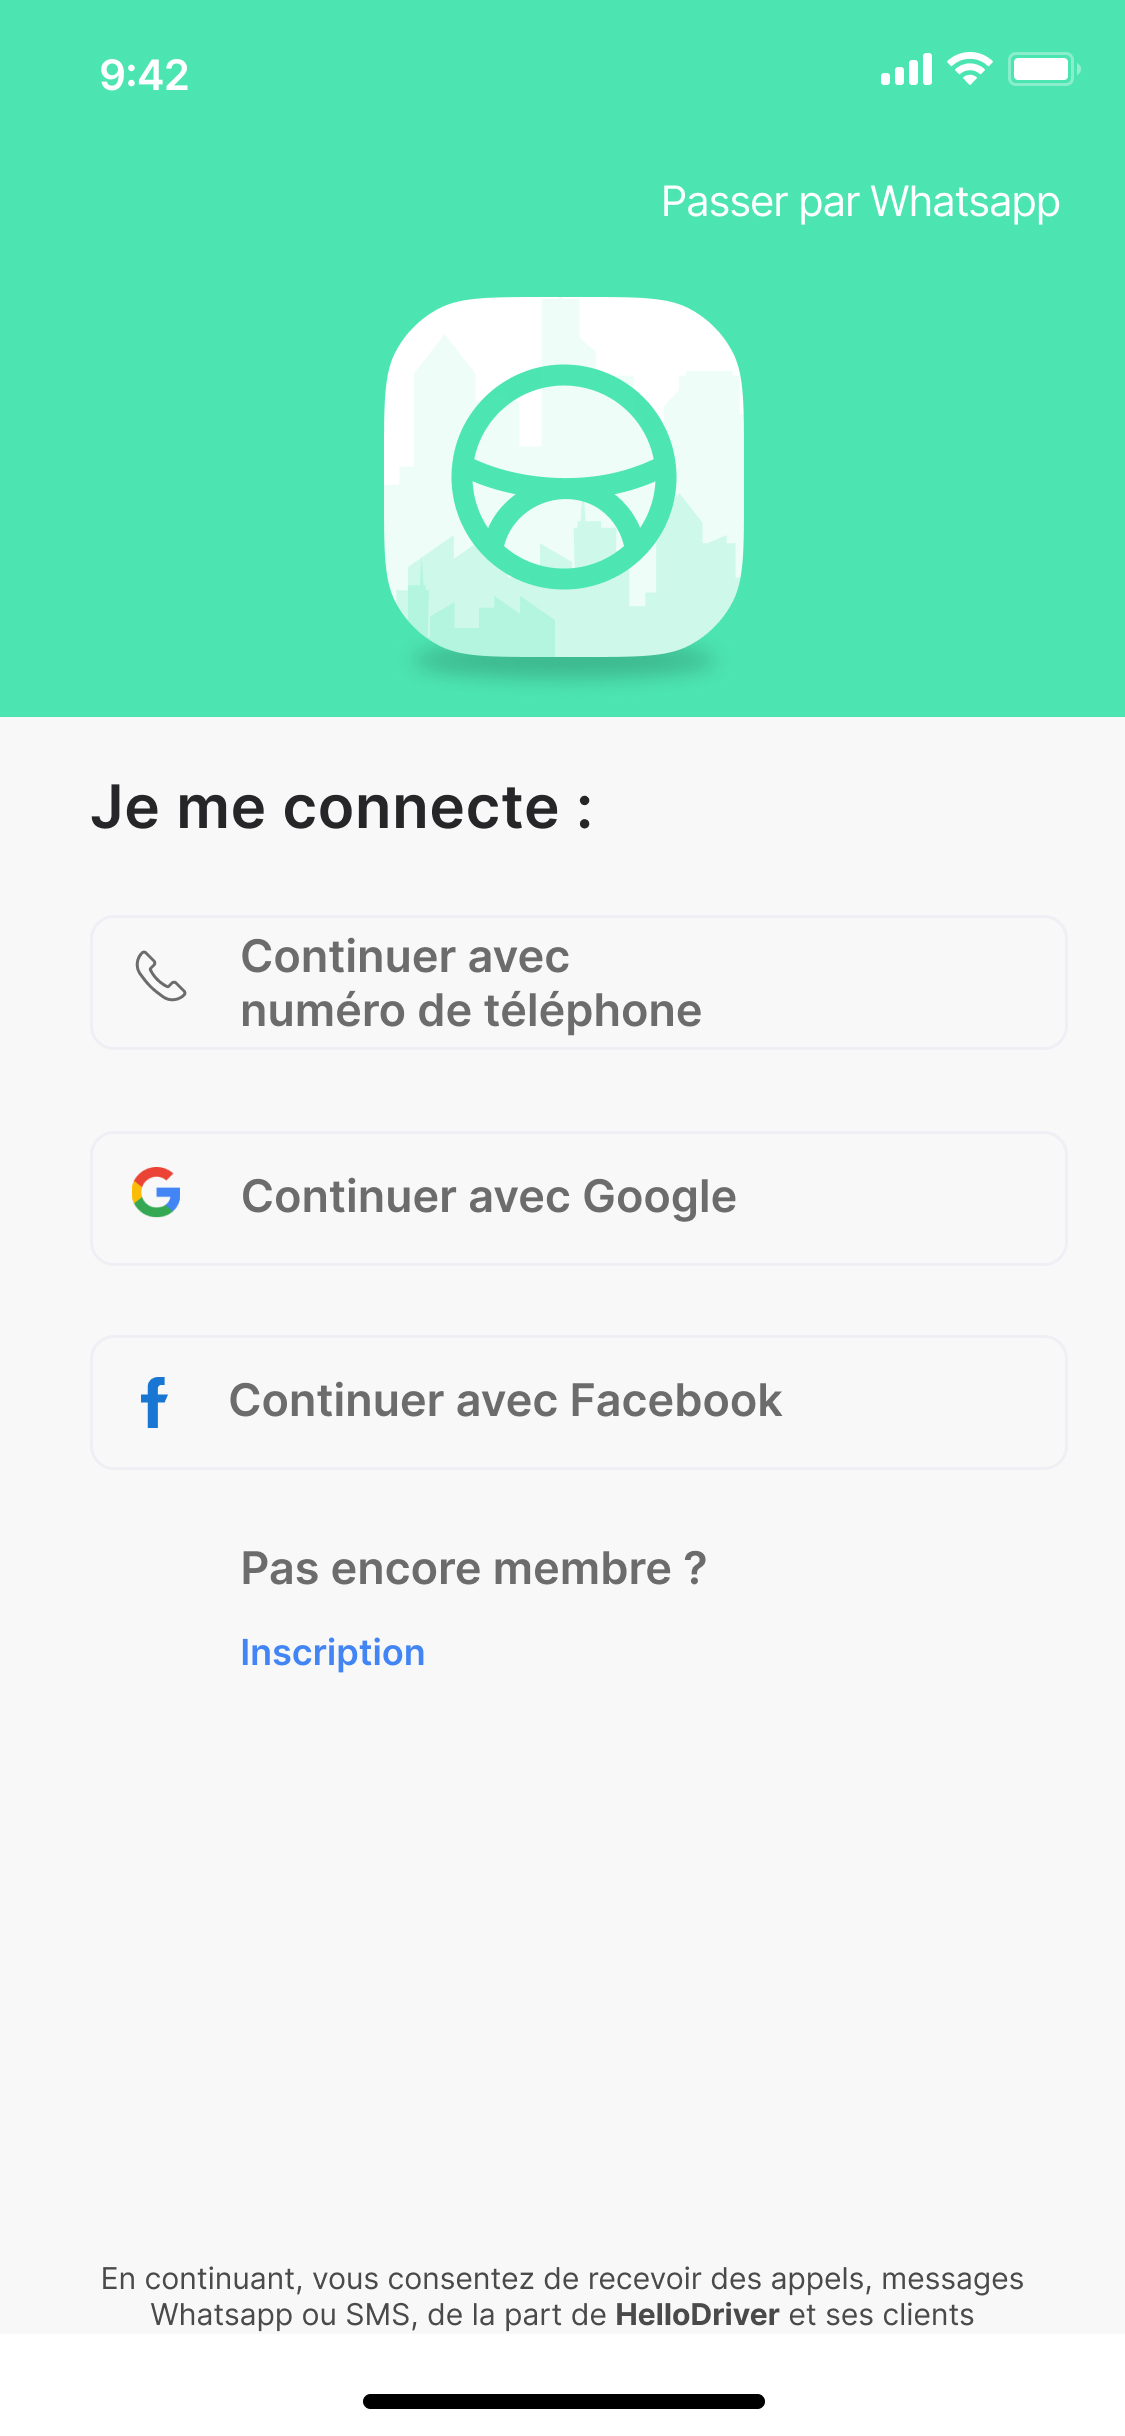 9:42
Passer par Whatsapp
Je me connecte :
Continuer avec
numéro de téléphone
Continuer avec Google
Continuer avec Facebook
Pas encore membre ?
Inscription
En continuant, vous consentez de recevoir des appels, messages
Whatsapp ou SMS, de la part de HelloDriver et ses clients